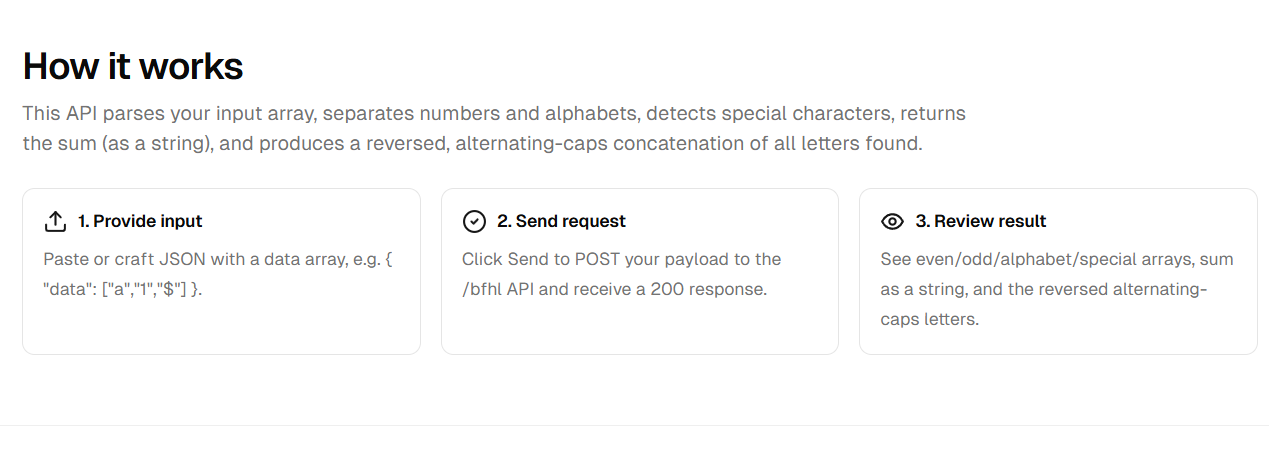 How it works
This API parses your input array, separates numbers and alphabets, detects special characters, returns
the sum (as a string), and produces a reversed, alternating-caps concatenation of all letters found.
1. Provide input
Paste or craft JSON with a data array, e.g. {
"data": ["a","1","$"] }.
2. Send request
Click Send to POST your payload to the
/bfhl API and receive a 200 response.
3. Review result
See even/odd/alphabet/special arrays, sum
as a string, and the reversed alternating-
caps letters.